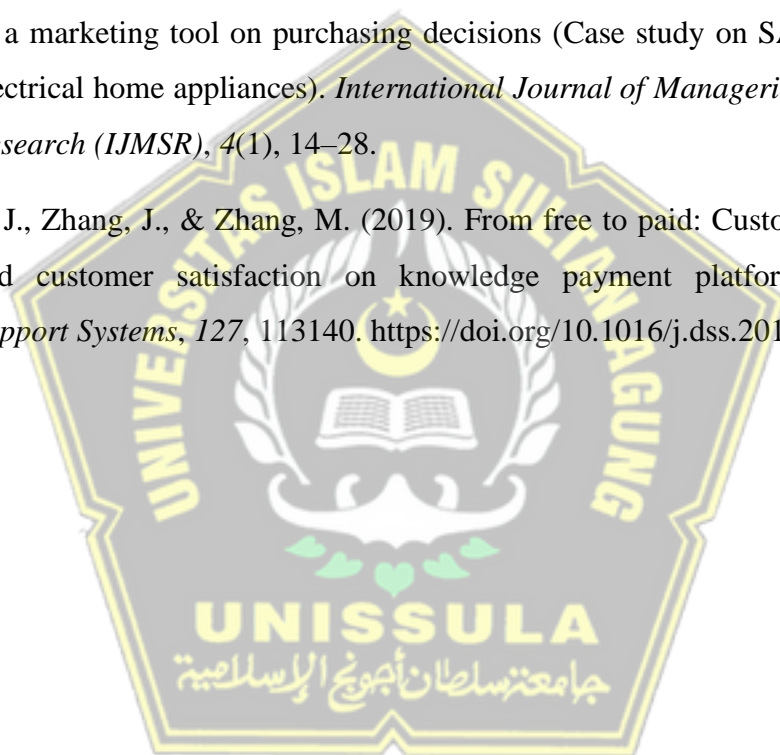 a marketing tool on purchasing decisions (Case study on SA
ectrical home appliances). International Journal of Manageri
search (IJMSR), 4(1), 14–28.
J., Zhang, J., & Zhang, M. (2019). From free to paid: Custo
d customer satisfaction on knowledge payment platfor
pport Systems, 127, 113140. https://doi.org/10.1016/j.dss.201
UNIVERSITAS ISLAM SULTAN AGUNG
UNISSULA
جامعة سلطان أجونج الإسلامية